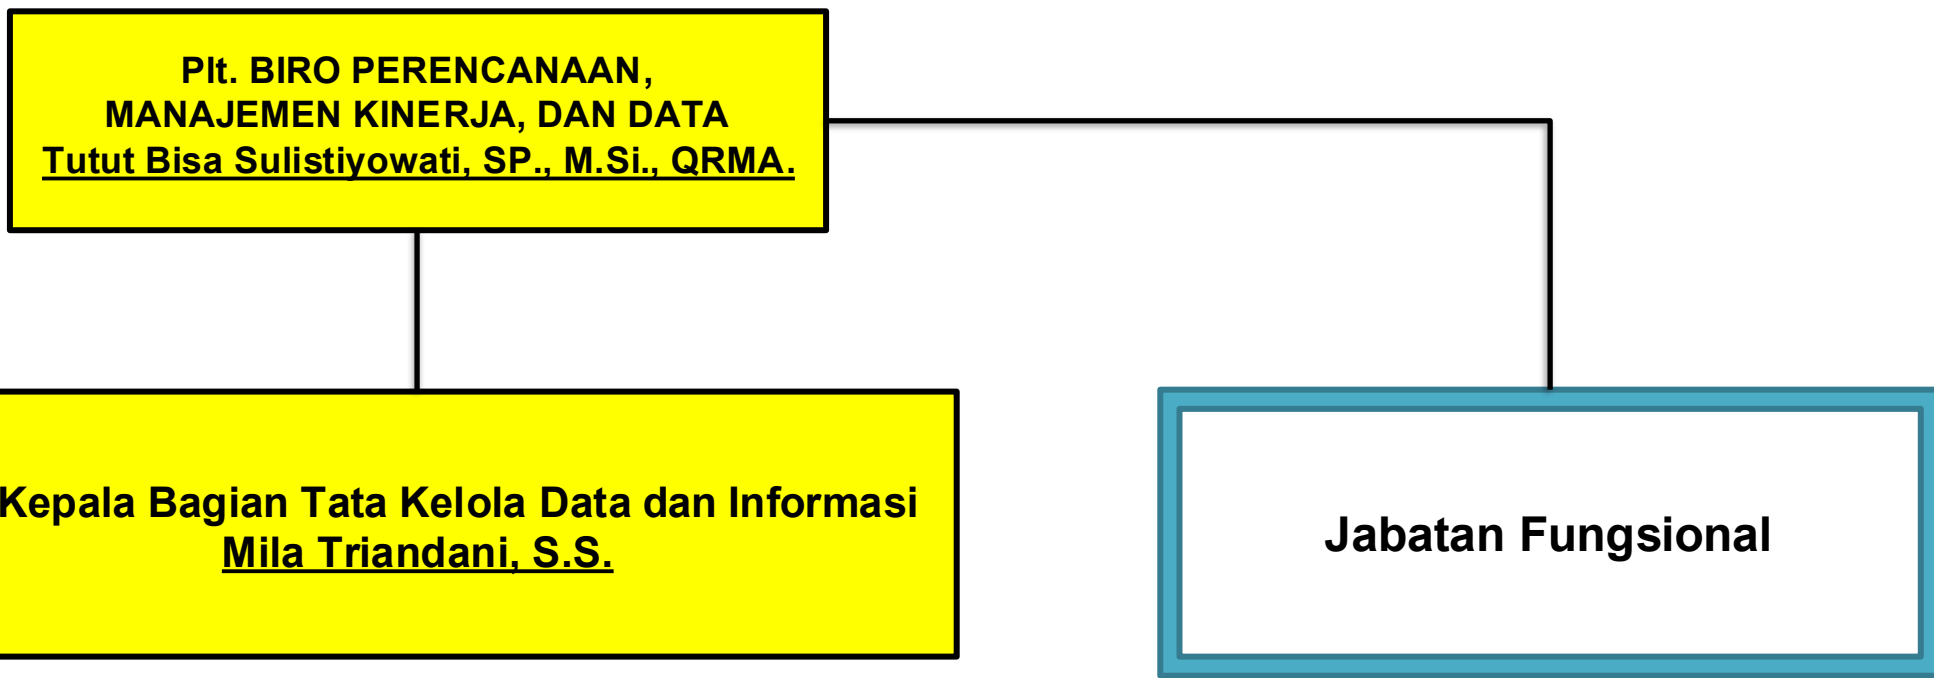 Plt. BIRO PERENCANAAN,
MANAJEMEN KINERJA, DAN DATA
Tutut Bisa Sulistiyowati, SP., M.Si., QRMA.
Kepala Bagian Tata Kelola Data dan Informasi
Mila Triandani, S.S.
Jabatan Fungsional